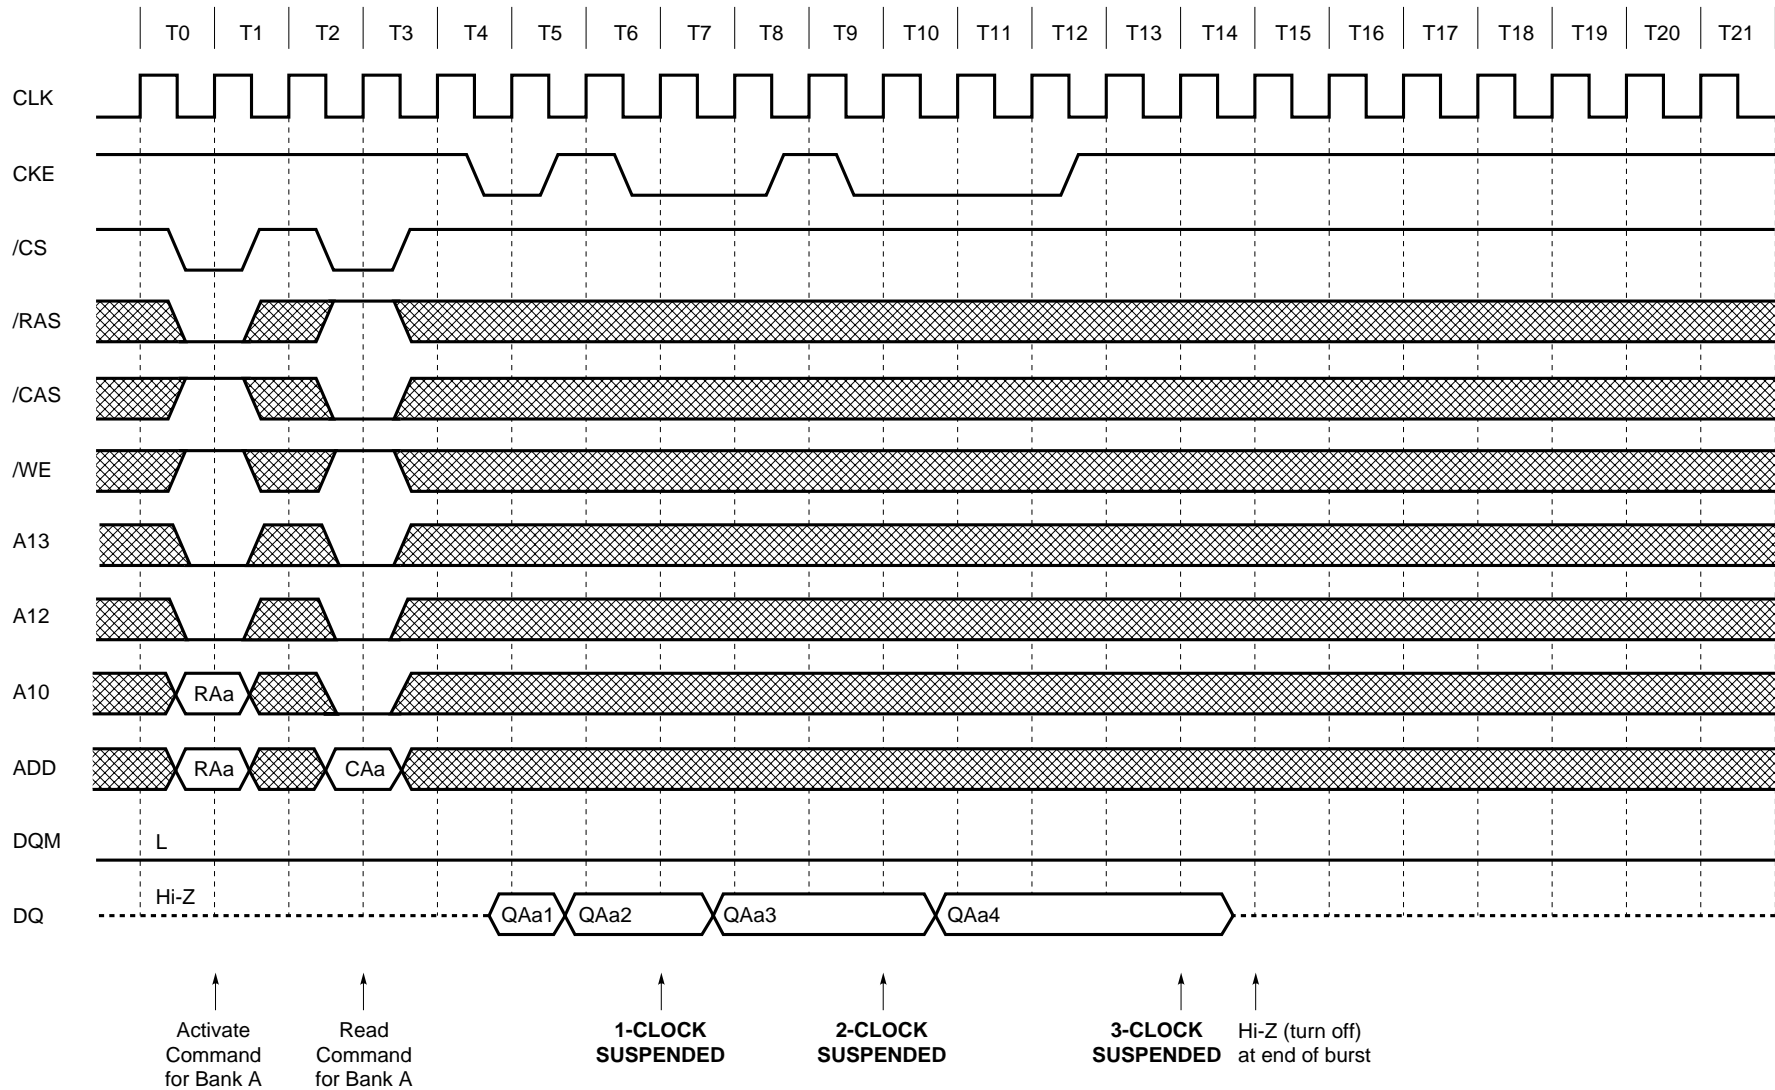 T0 T1 T2 T3 T4 T5 T6 T7 T8 T9 T10 T11 T12 T13 T14 T15 T16 T17 T18 T19 T20 T21
CLK
CKE
/CS
/RAS
/CAS
/WE
A13
A12
A10 RAa
ADD RAa CAa
DQM L
Hi-Z
DQ QAa1 QAa2 QAa3 QAa4
Activate
Command
for Bank A
Read
Command
for Bank A
1-CLOCK
SUSPENDED
2-CLOCK
SUSPENDED
3-CLOCK
SUSPENDED
Hi-Z (turn off)
at end of burst